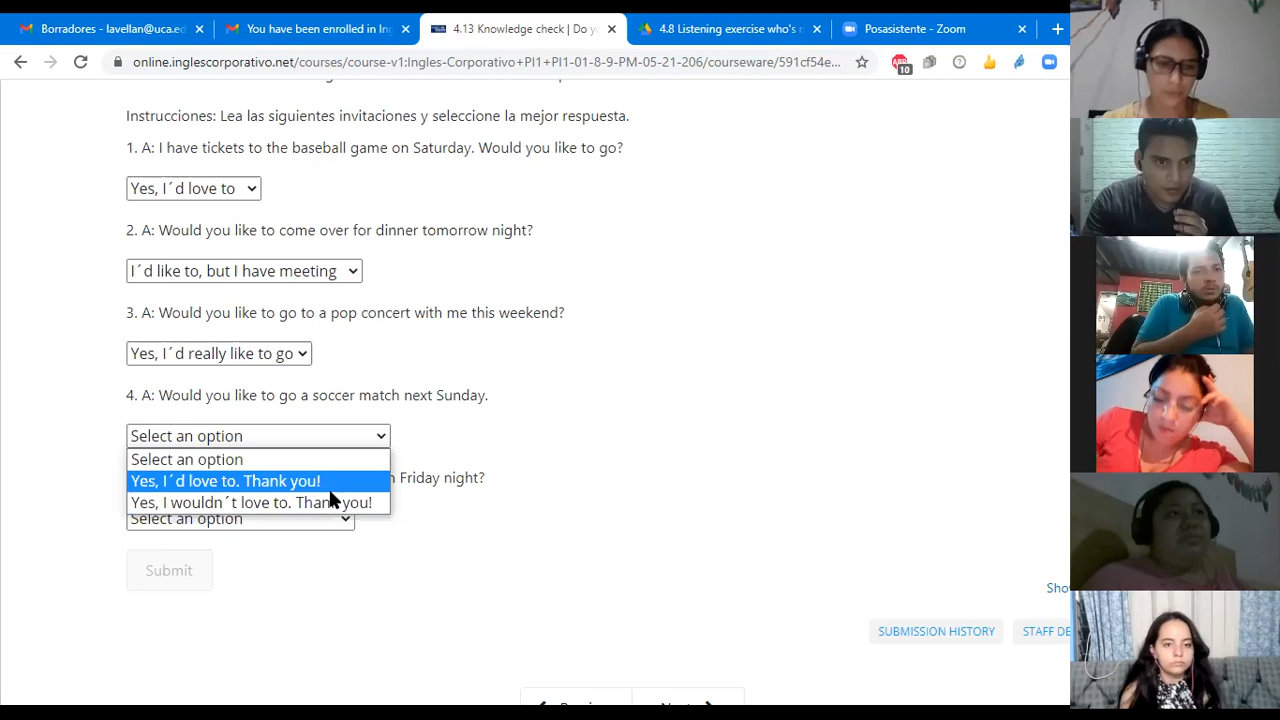 Borradores - lavellan@uca.ed
You have been enrolled in Ing
4.13 Knowledge check | Do yo
4.8 Listening exercise who's r
Posasistente - Zoom
online.inglescorporativo.net/courses/course-v1:Ingles-Corporativo+PI1+PI1-01-8-9-PM-05-21-206/courseware/591cf54e...
10
Instrucciones: Lea las siguientes invitaciones y seleccione la mejor respuesta.
1. A: I have tickets to the baseball game on Saturday. Would you like to go?
Yes, I´d love to
2. A: Would you like to come over for dinner tomorrow night?
I´d like to, but I have meeting
3. A: Would you like to go to a pop concert with me this weekend?
Yes, I´d really like to go
4. A: Would you like to go a soccer match next Sunday.
Select an option
Select an option
Yes, I´d love to. Thank you!
Friday night?
Yes, I wouldn´t love to. Thank you!
Select an option
Submit
Sho
SUBMISSION HISTORY
STAFF DE